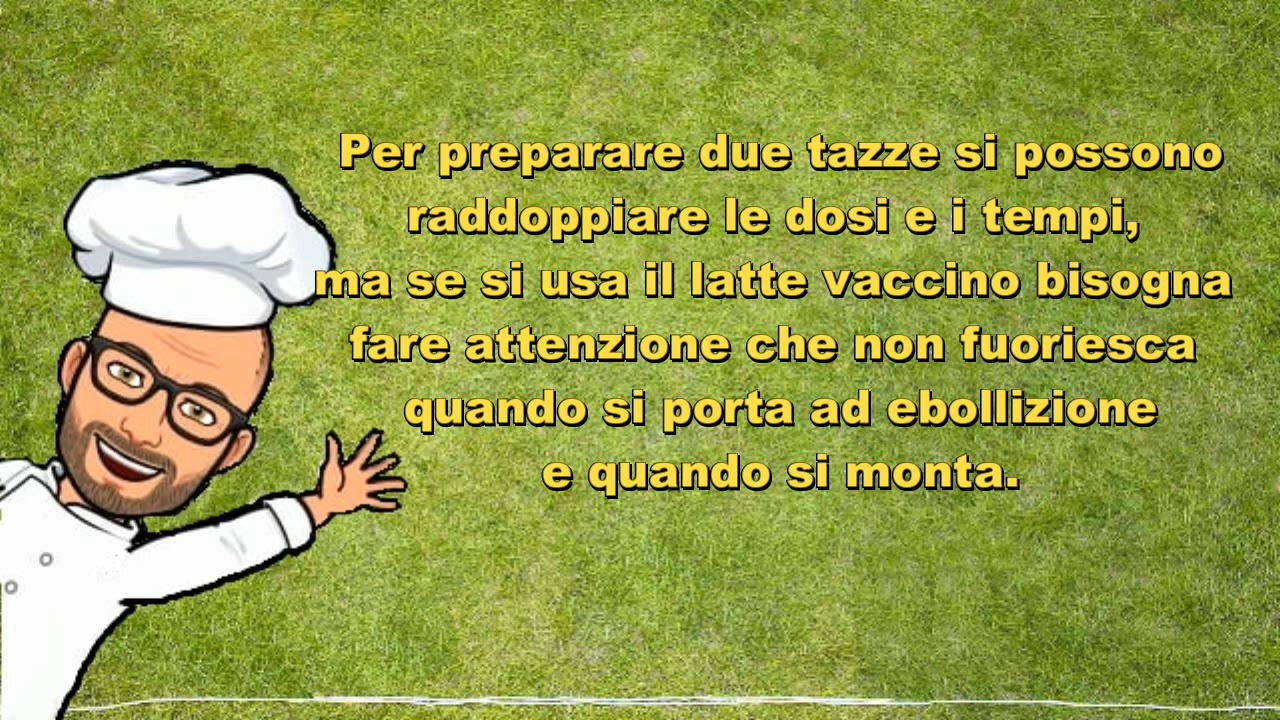 Per preparare due tazze si possono
raddoppiare le dosi e i tempi,
ma se si usa il latte vaccino bisogna
fare attenzione che non fuoriesca
quando si porta ad ebollizione
e quando si monta.